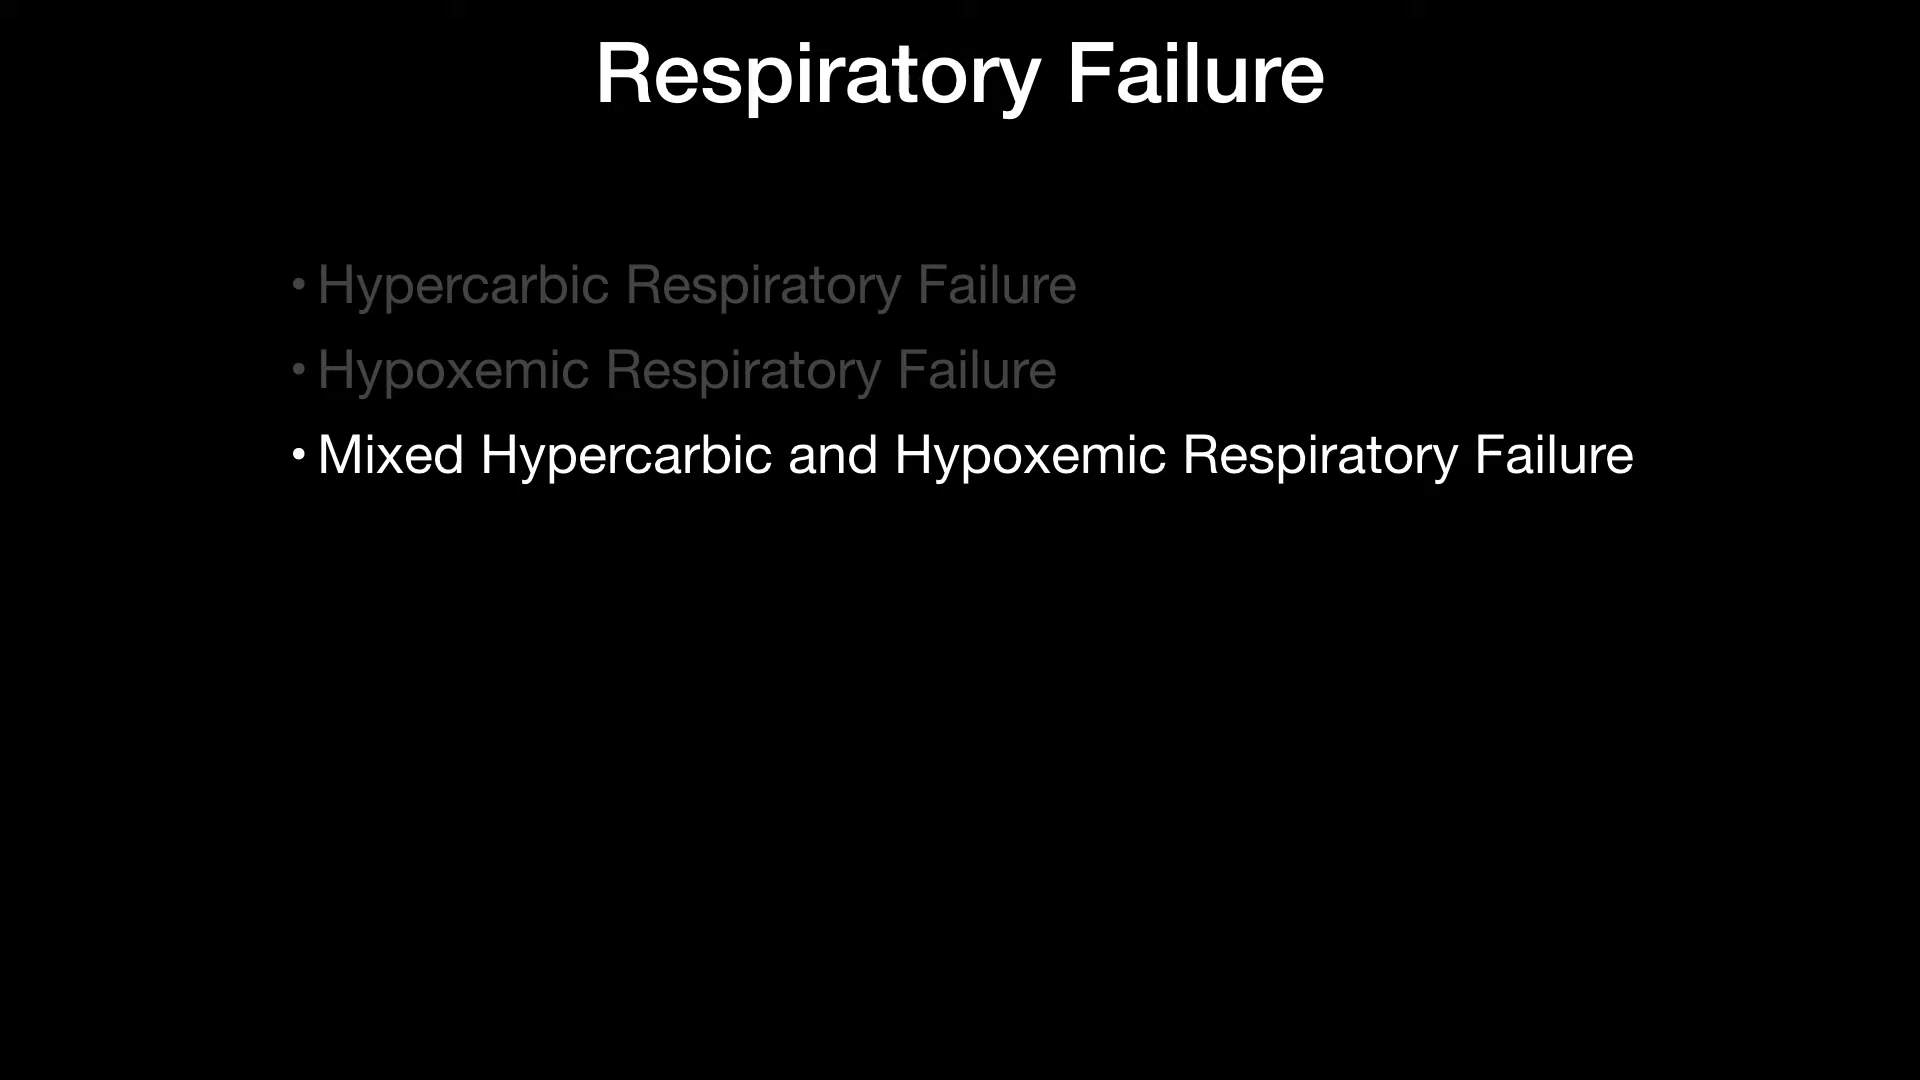 Respiratory Failure
• Hypercarbic Respiratory Failure
• Hypoxemic Respiratory Failure
• Mixed Hypercarbic and Hypoxemic Respiratory Failure